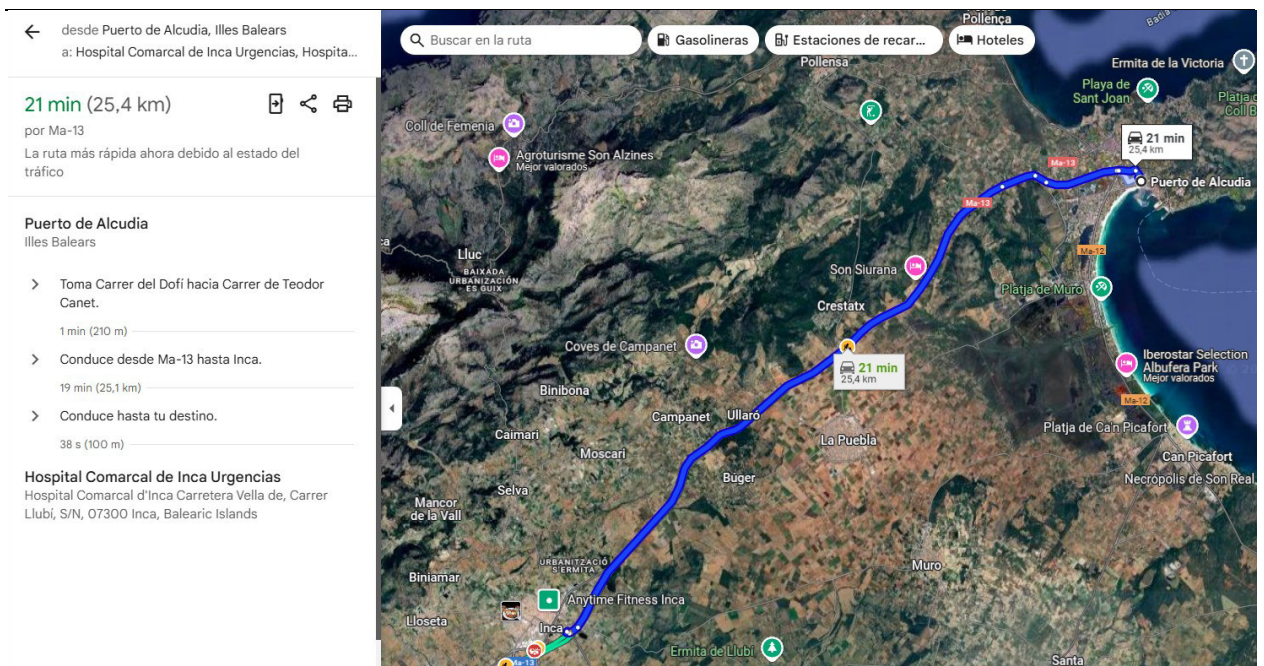 desde Puerto de Alcudia, Illes Balears
a: Hospital Comarcal de Inca Urgencias, Hospita...
21 min (25,4 km)
por Ma-13
La ruta más rápida ahora debido al estado del
tráfico
Puerto de Alcudia
Illes Balears
Toma Carrer del Dofí hacia Carrer de Teodor
Canet.
1 min (210 m)
Conduce desde Ma-13 hasta Inca.
19 min (25,1 km)
Conduce hasta tu destino.
38 s (100 m)
Hospital Comarcal de Inca Urgencias
Hospital Comarcal d'Inca Carretera Vella de, Carrer
Llubí, S/N, 07300 Inca, Balearic Islands
Buscar en la ruta
Gasolineras
Estaciones de recar...
Hoteles
Pollença
Badia
Pollensa
Ermita de la Victoria
Playa de
Sant Joan
Platja
Coll B
Coll de Femenia
21 min
25,4 km
Agroturisme Son Alzines
Mejor valorados
Ma-13
Puerto de Alcudia
Ma-13
Lluc
Ma-12
BAIXADA
URBANIZACIÓN
ES GUIX
Son Siurana
Platja de Muro
Crestatx
Coves de Campanet
21 min
25,4 km
Iberostar Selection
Albufera Park
Mejor valorados
Binibona
Ma-12
Campanet
Ullaró
Caimari
La Puebla
Platja de Ca'n Picafort
Moscari
Can Picafort
Búger
Necròpolis de Son Real
Selva
Mancor
de la Vall
URBANITZACIÓ
S'ERMITA
Muro
Biniamar
Anytime Fitness Inca
Lloseta
Inca
Ermita de Llubí
Ma-13
Santa